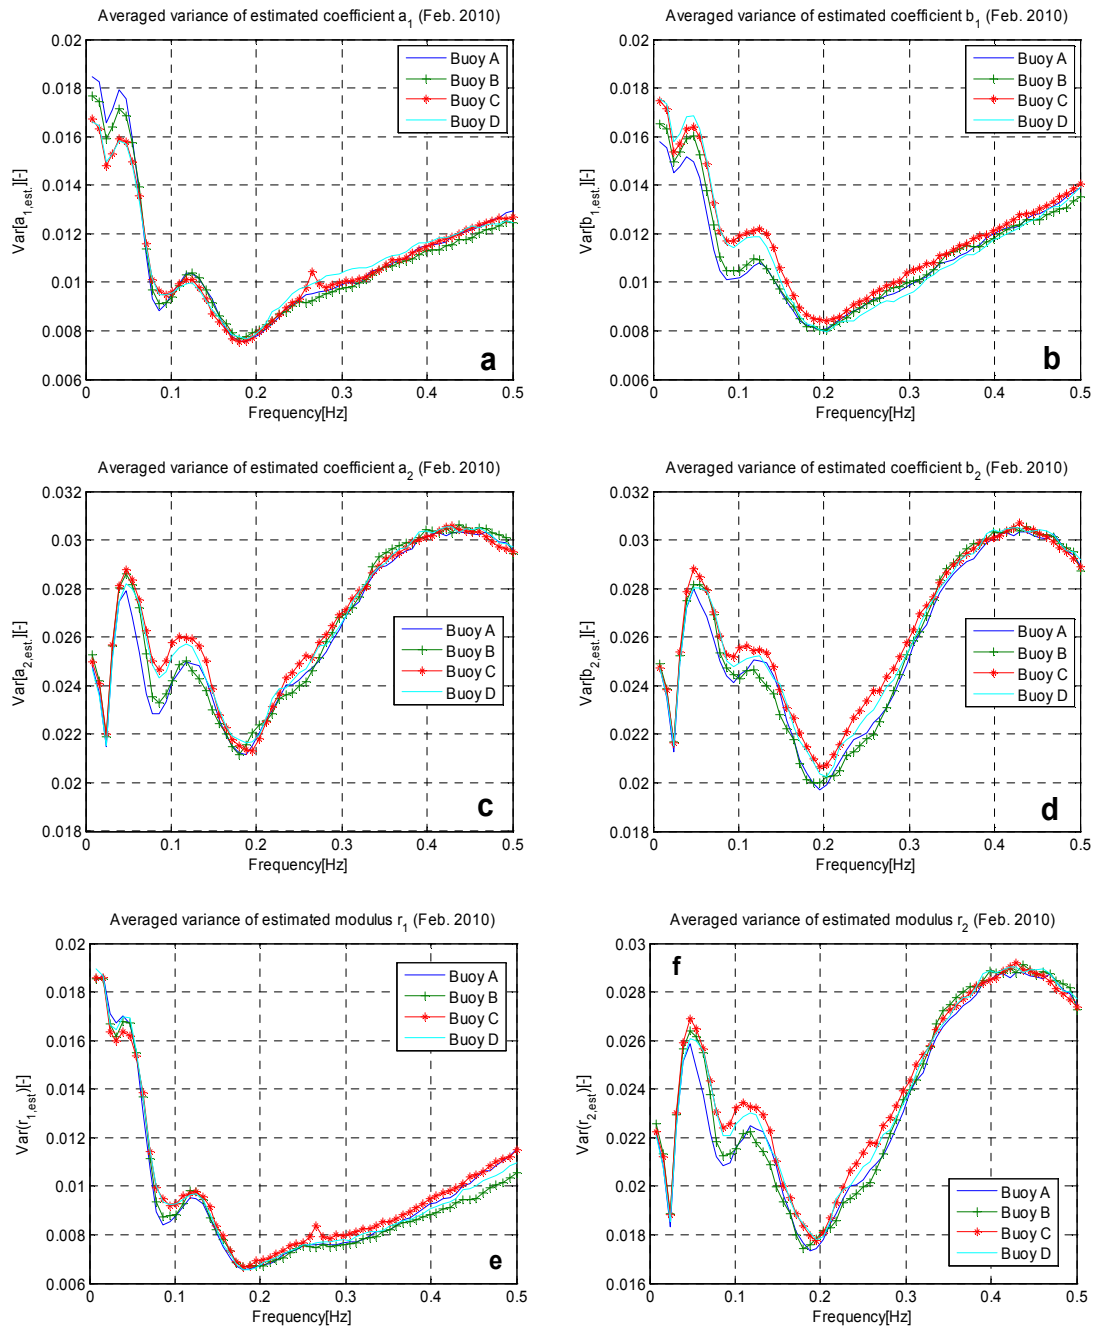 Averaged variance of estimated coefficient a1 (Feb. 2010)
0.02
0.018
0.016
0.014
0.012
0.01
0.008
0.006
Var[a1,est.][-]
Buoy A
Buoy B
Buoy C
Buoy D
a
0
0.1
0.2
0.3
0.4
0.5
Frequency[Hz]
Averaged variance of estimated coefficient b1 (Feb. 2010)
0.02
0.018
0.016
0.014
0.012
0.01
0.008
0.006
Var[b1,est.][-]
Buoy A
Buoy B
Buoy C
Buoy D
b
0
0.1
0.2
0.3
0.4
0.5
Frequency[Hz]
Averaged variance of estimated coefficient a2 (Feb. 2010)
0.032
0.03
0.028
0.026
0.024
0.022
0.02
0.018
Var[a2,est.][-]
Buoy A
Buoy B
Buoy C
Buoy D
c
0
0.1
0.2
0.3
0.4
0.5
Frequency[Hz]
Averaged variance of estimated coefficient b2 (Feb. 2010)
0.032
0.03
0.028
0.026
0.024
0.022
0.02
0.018
Var[b2,est.][-]
Buoy A
Buoy B
Buoy C
Buoy D
d
0
0.1
0.2
0.3
0.4
0.5
Frequency[Hz]
Averaged variance of estimated modulus r1 (Feb. 2010)
0.02
0.018
0.016
0.014
0.012
0.01
0.008
0.006
Var(r1,est)[-]
Buoy A
Buoy B
Buoy C
Buoy D
e
0
0.1
0.2
0.3
0.4
0.5
Frequency[Hz]
Averaged variance of estimated modulus r2 (Feb. 2010)
f
0.03
0.028
0.026
0.024
0.022
0.02
0.018
0.016
Var(r2,est)[-]
Buoy A
Buoy B
Buoy C
Buoy D
0
0.1
0.2
0.3
0.4
0.5
Frequency[Hz]